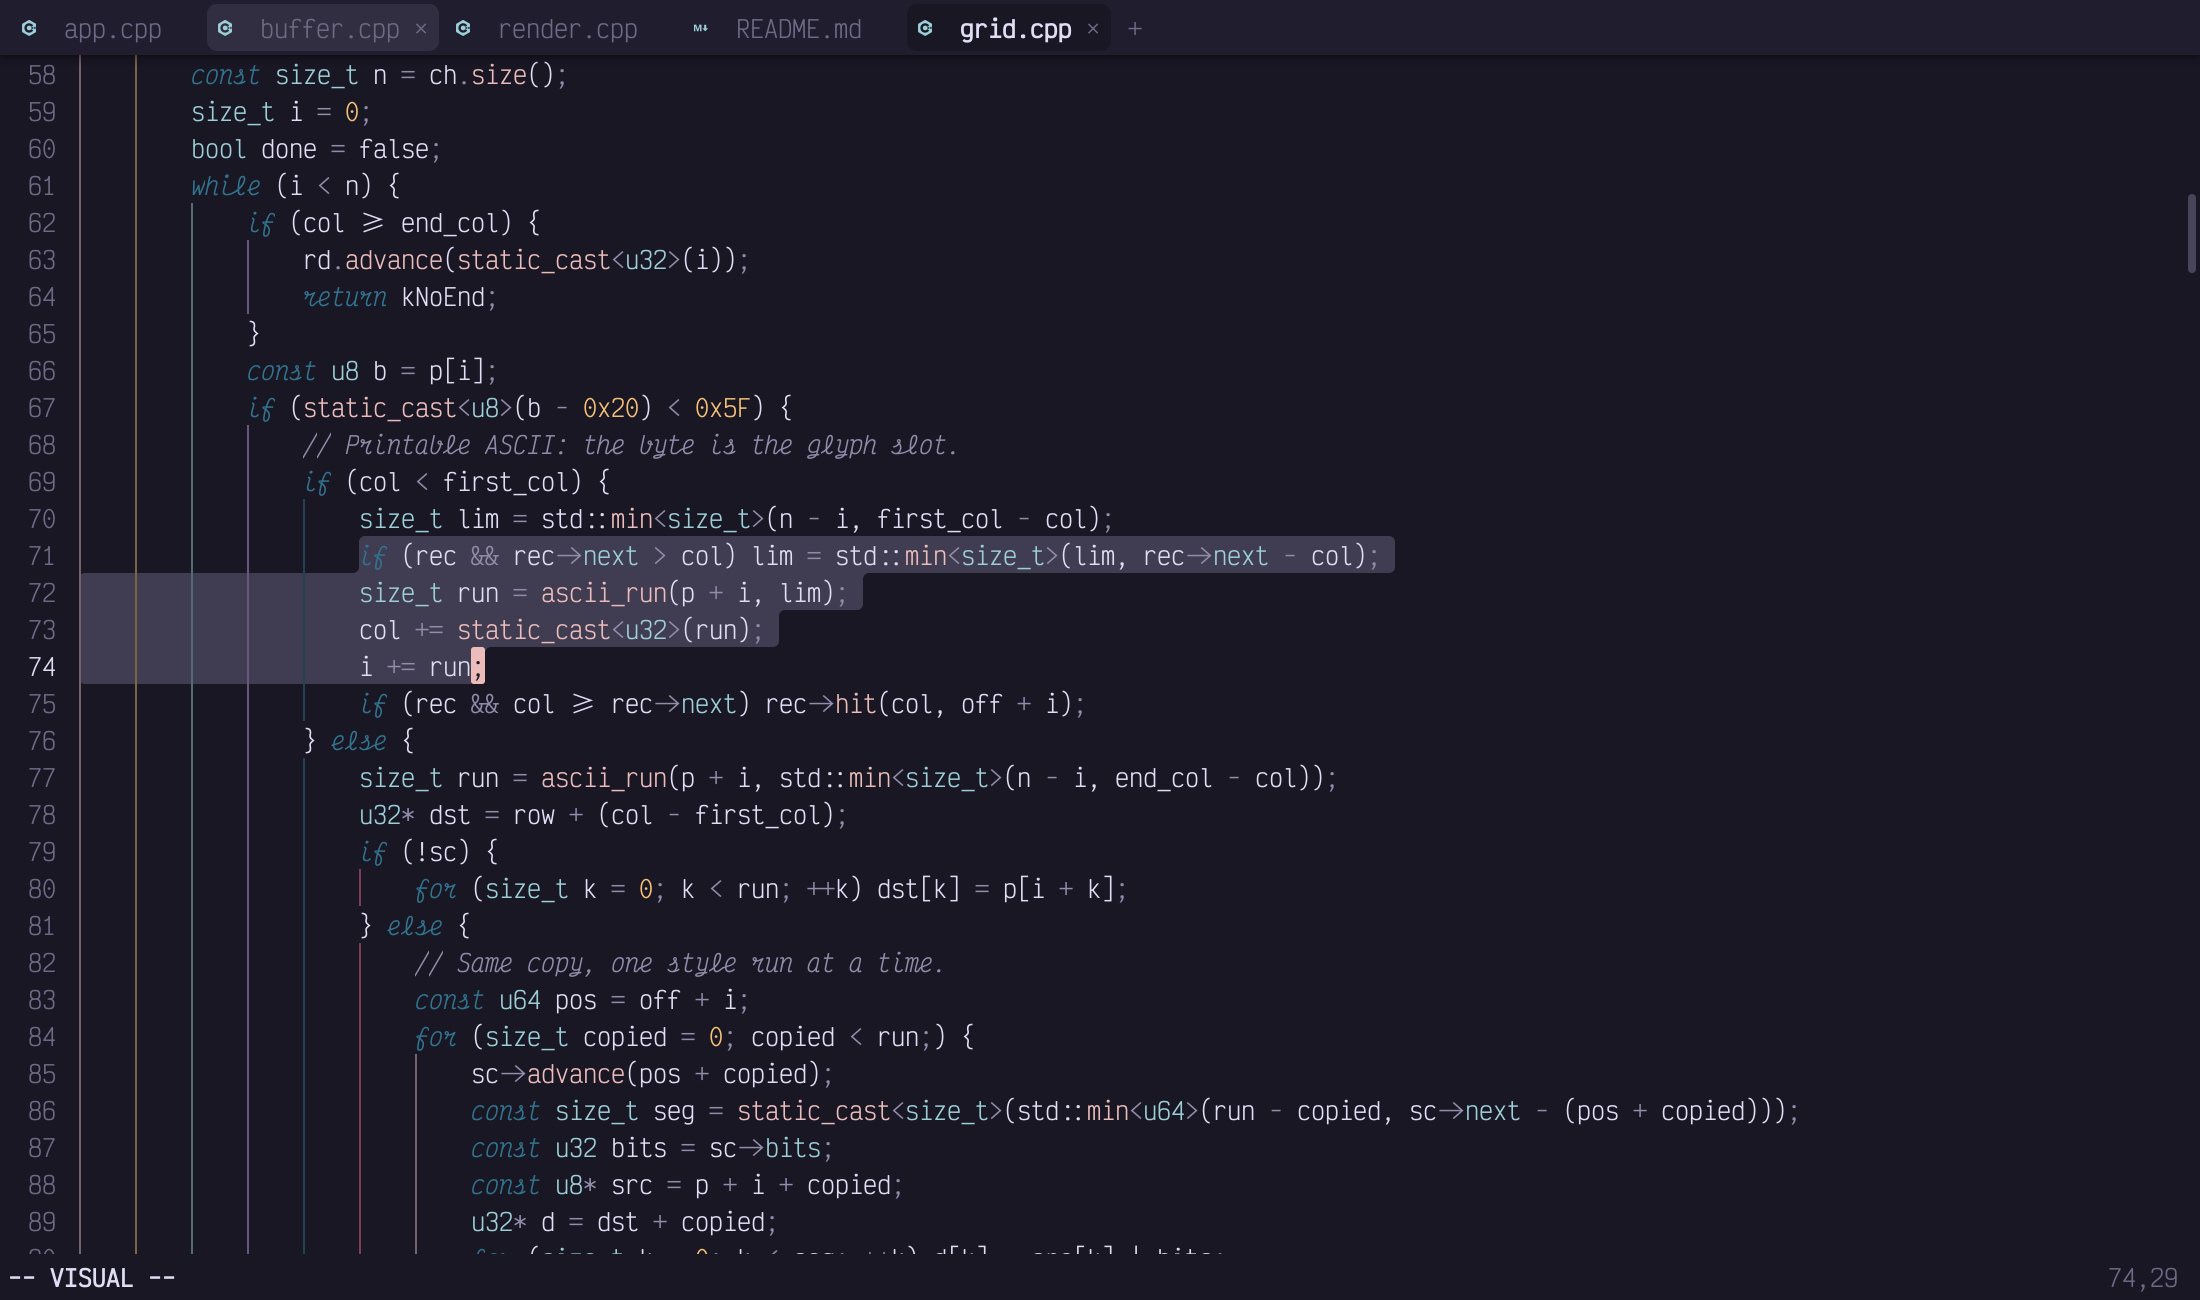 app.cpp buffer.cpp × render.cpp M↓ README.md grid.cpp × +
58 const size_t n = ch.size();
59 size_t i = 0;
60 bool done = false;
61 while (i < n) {
62 if (col >= end_col) {
63 rd.advance(static_cast<u32>(i));
64 return kNoEnd;
65 }
66 const u8 b = p[i];
67 if (static_cast<u8>(b - 0x20) < 0x5F) {
68 // Printable ASCII: the byte is the glyph slot.
69 if (col < first_col) {
70 size_t lim = std::min<size_t>(n - i, first_col - col);
71 if (rec && rec->next > col) lim = std::min<size_t>(lim, rec->next - col);
72 size_t run = ascii_run(p + i, lim);
73 col += static_cast<u32>(run);
74 i += run;
75 if (rec && col >= rec->next) rec->hit(col, off + i);
76 } else {
77 size_t run = ascii_run(p + i, std::min<size_t>(n - i, end_col - col));
78 u32* dst = row + (col - first_col);
79 if (!sc) {
80 for (size_t k = 0; k < run; ++k) dst[k] = p[i + k];
81 } else {
82 // Same copy, one style run at a time.
83 const u64 pos = off + i;
84 for (size_t copied = 0; copied < run;) {
85 sc->advance(pos + copied);
86 const size_t seg = static_cast<size_t>(std::min<u64>(run - copied, sc->next - (pos + copied)));
87 const u32 bits = sc->bits;
88 const u8* src = p + i + copied;
89 u32* d = dst + copied;
-- VISUAL -- 74,29